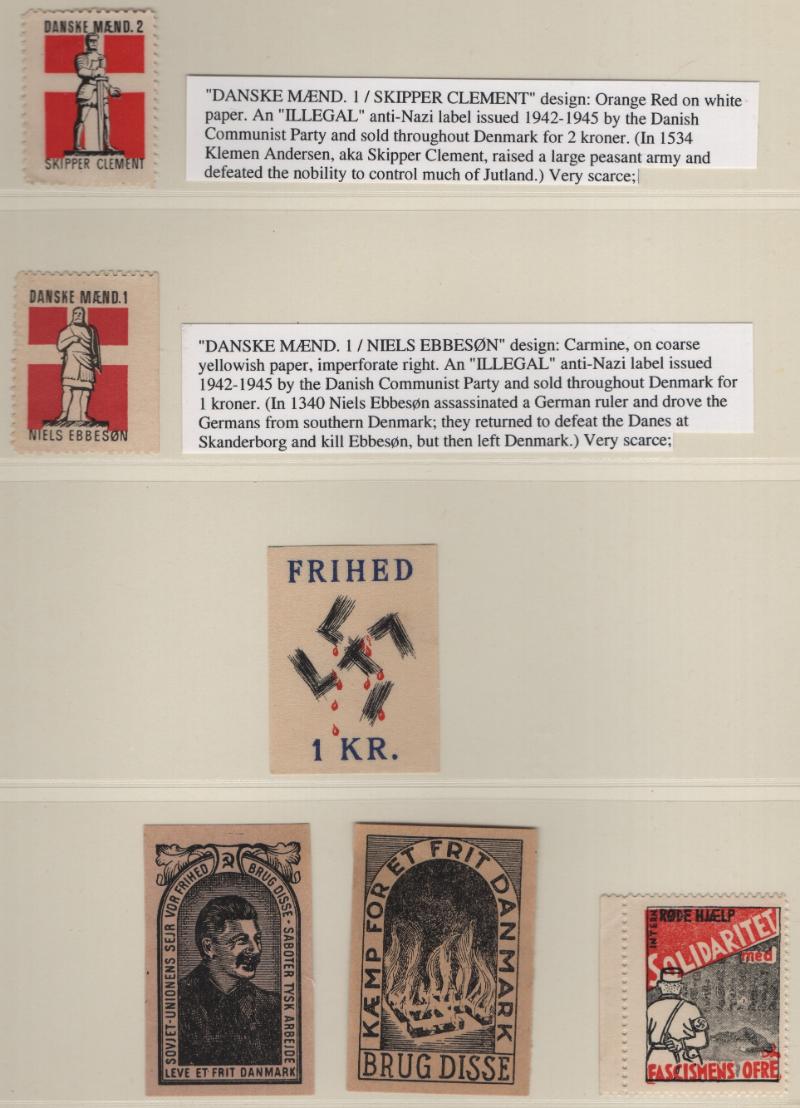 DANSKE MÆND. 2
SKIPPER CLEMENT
"DANSKE MÆND. 1 / SKIPPER CLEMENT" design: Orange Red on white
paper. An "ILLEGAL" anti-Nazi label issued 1942-1945 by the Danish
Communist Party and sold throughout Denmark for 2 kroner. (In 1534
Klemen Andersen, aka Skipper Clement, raised a large peasant army and
defeated the nobility to control much of Jutland.) Very scarce;
DANSKE MÆND.1
NIELS EBBESØN
"DANSKE MÆND. 1 / NIELS EBBESØN" design: Carmine, on coarse
yellowish paper, imperforate right. An "ILLEGAL" anti-Nazi label issued
1942-1945 by the Danish Communist Party and sold throughout Denmark for
1 kroner. (In 1340 Niels Ebbesøn assassinated a German ruler and drove the
Germans from southern Denmark; they returned to defeat the Danes at
Skanderborg and kill Ebbesøn, but then left Denmark.) Very scarce;
FRIHED
1 KR.
SOVJET-UNIONENS SEJR VOR FRIHED
BRUG DISSE - SABOTER TYSK ARBEJDE
LEVE ET FRIT DANMARK
KÆMP FOR ET FRIT DANMARK
BRUG DISSE
INTERN
RØDE HJÆLP
SOLIDARITET
med
FASCISMENS OFRE